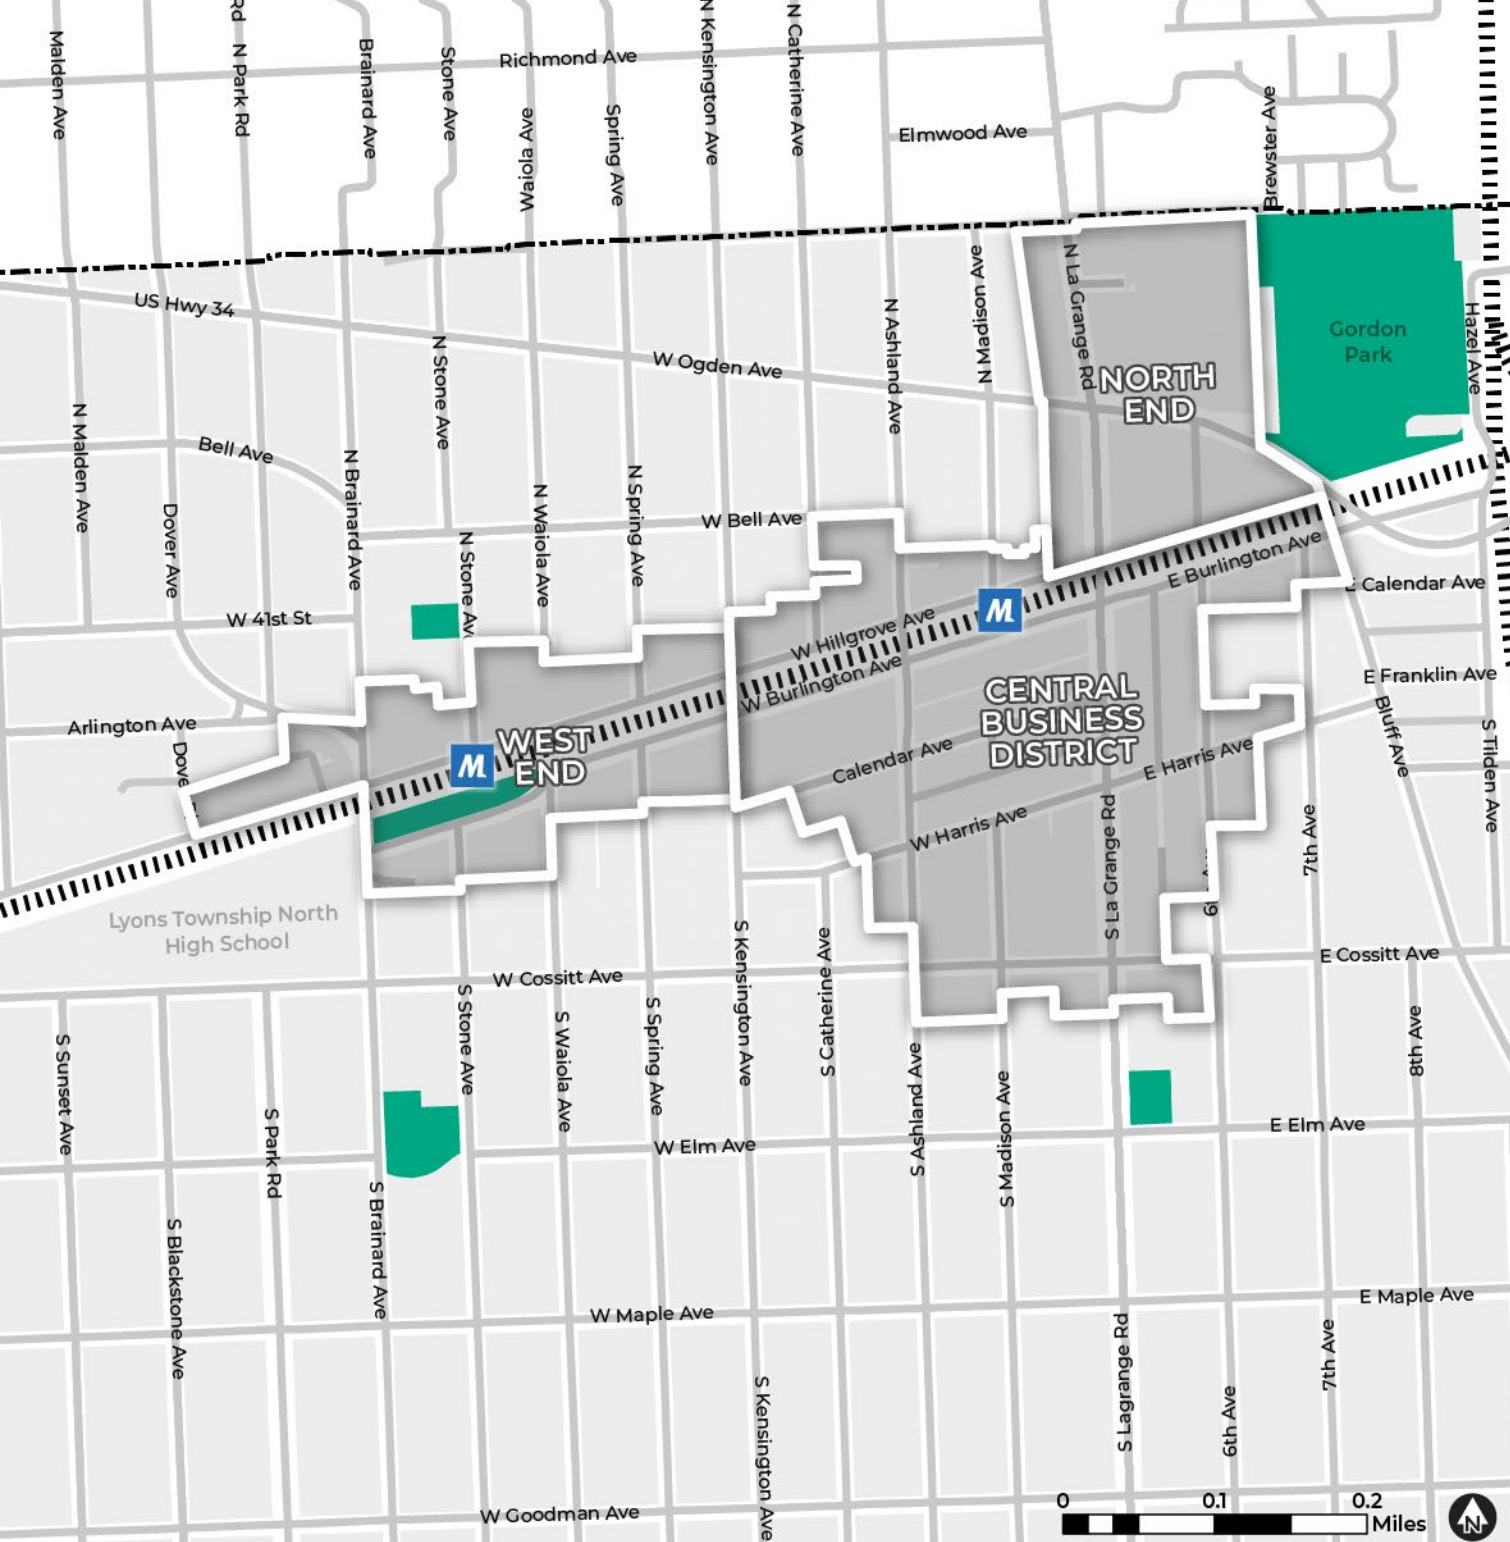 Rd
Malden Ave
N Park Rd
Brainard Ave
Stone Ave
Richmond Ave
Waiola Ave
Spring Ave
N Kensington Ave
N Catherine Ave
Elmwood Ave
Brewster Ave
US Hwy 34
N Stone Ave
W Ogden Ave
N Ashland Ave
N Madison Ave
N La Grange Rd
NORTH
END
Gordon
Park
Hazel Ave
N Malden Ave
Bell Ave
Dover Ave
N Brainard Ave
N Stone Ave
N Waiola Ave
N Spring Ave
W Bell Ave
W 41st St
W Hillgrove Ave
M
W Burlington Ave
E Burlington Ave
E Calendar Ave
E Franklin Ave
Arlington Ave
Dove
M
WEST
END
CENTRAL
BUSINESS
DISTRICT
Calendar Ave
E Harris Ave
W Harris Ave
Bluff Ave
S Tilden Ave
7th Ave
S La Grange Rd
Lyons Township North
High School
W Cossitt Ave
E Cossitt Ave
S Kensington Ave
S Catherine Ave
S Sunset Ave
S Stone Ave
S Waiola Ave
S Spring Ave
S Ashland Ave
S Madison Ave
8th Ave
S Park Rd
W Elm Ave
E Elm Ave
S Blackstone Ave
S Brainard Ave
W Maple Ave
E Maple Ave
S Lagrange Rd
7th Ave
6th Ave
S Kensington Ave
W Goodman Ave
0 0.1 0.2
Miles
N